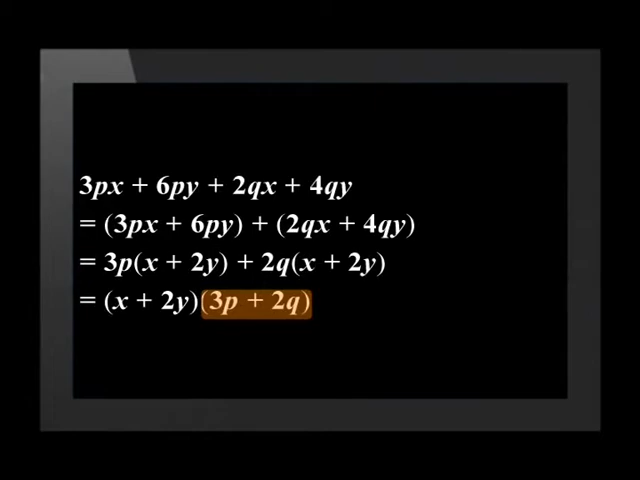 3px + 6py + 2qx + 4qy
= (3px + 6py) + (2qx + 4qy)
= 3p(x + 2y) + 2q(x + 2y)
= (x + 2y)(3p + 2q)